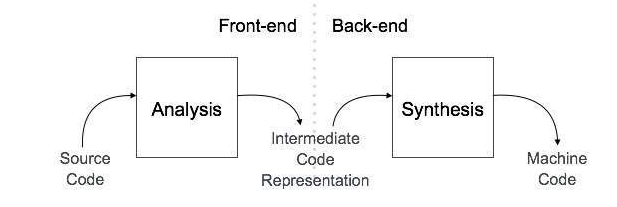 Front-end
Back-end
Analysis
Synthesis
Source
Code
Intermediate
Code
Representation
Machine
Code